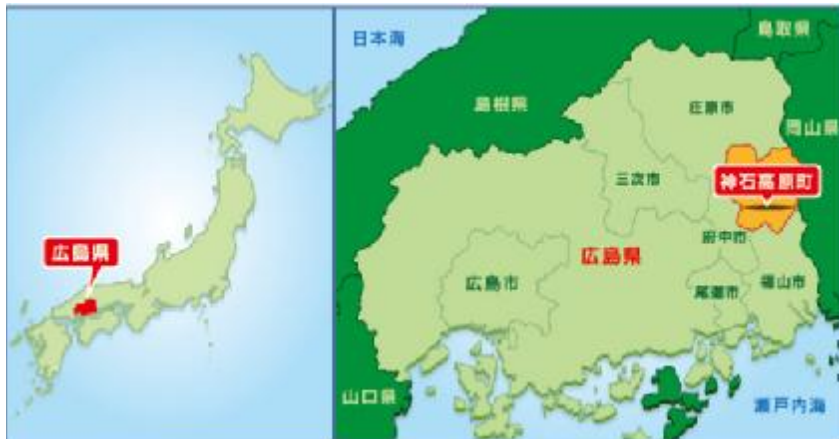 広島県
日本海
鳥取県
島根県
庄原市
岡山県
三次市
神石高原町
府中市
広島県
広島市
尾道市
福山市
山口県
瀬戸内海